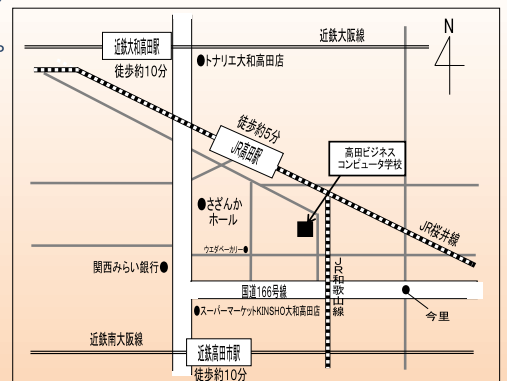 近鉄大阪線
N
近鉄大和高田駅
徒歩約10分
●トナリエ大和高田店
徒歩約5分
JR高田駅
高田ビジネス
コンピュータ学校
●さざんか
ホール
JR桜井線
ウエダベーカリー●
関西みらい銀行●
JR和歌山線
国道166号線
●スーパーマーケットKINSHO大和高田店
今里
近鉄南大阪線
近鉄高田市駅
徒歩約10分